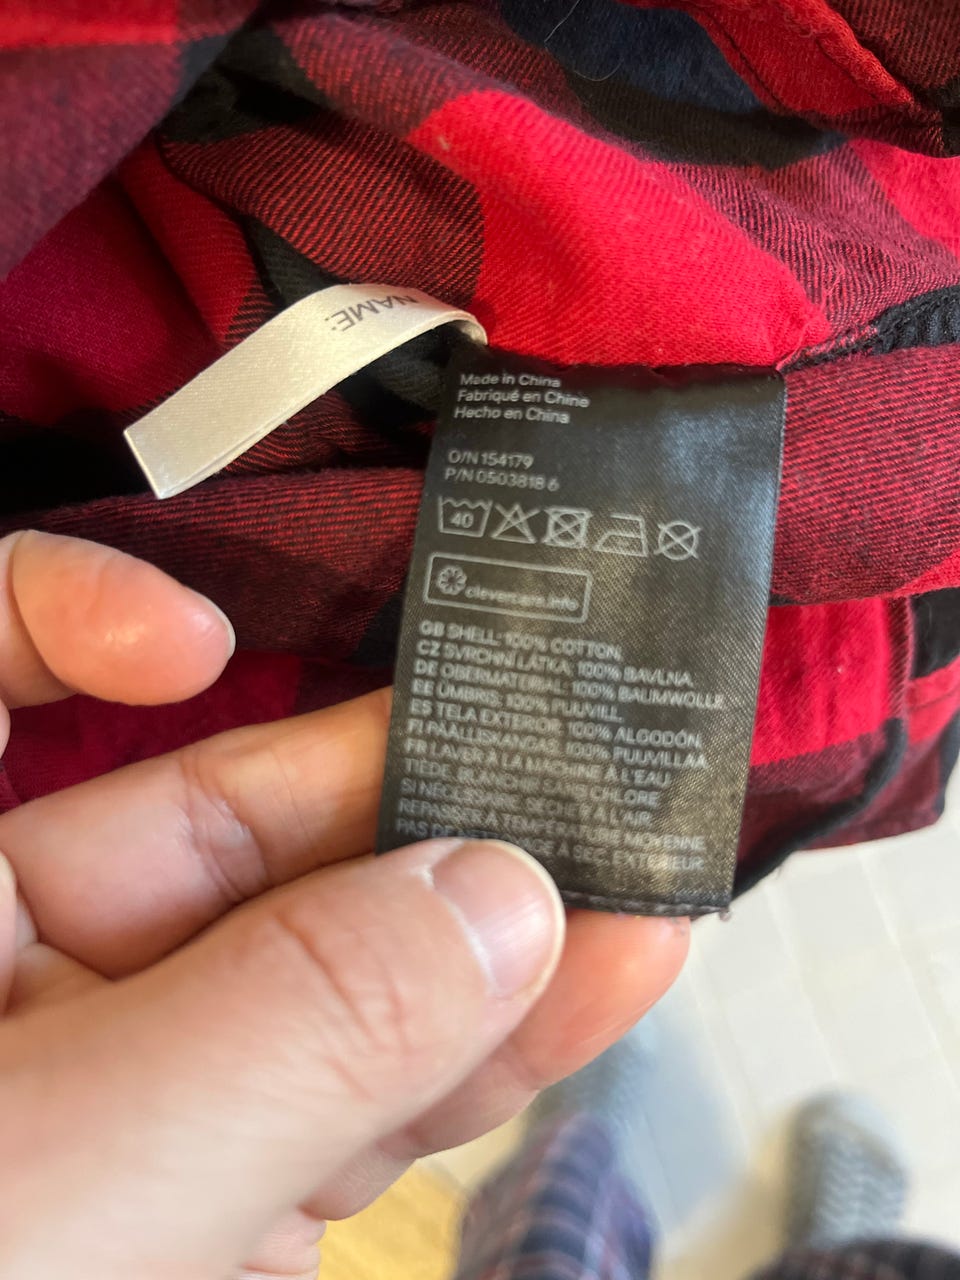 NAME:
Made in China
Fabriqué en Chine
Hecho en China
O/N 154179
P/N 0503818 6
40
clevercare.info
GB SHELL: 100% COTTON.
CZ SVRCHNÍ LÁTKA: 100% BAVLNA.
DE OBERMATERIAL: 100% BAUMWOLLE
EE ÜMBRIS: 100% PUUVILL.
ES TELA EXTERIOR: 100% ALGODÓN.
FI PÄÄLLISKANGAS: 100% PUUVILLAA.
FR LAVER À LA MACHINE À L'EAU
TIÈDE. BLANCHIR SANS CHLORE
SI NÉCESSAIRE. SÉCHER À L'AIR.
REPASSER À TEMPÉRATURE MOYENNE.
PAS DE À SEC. EXTÉRIEUR: